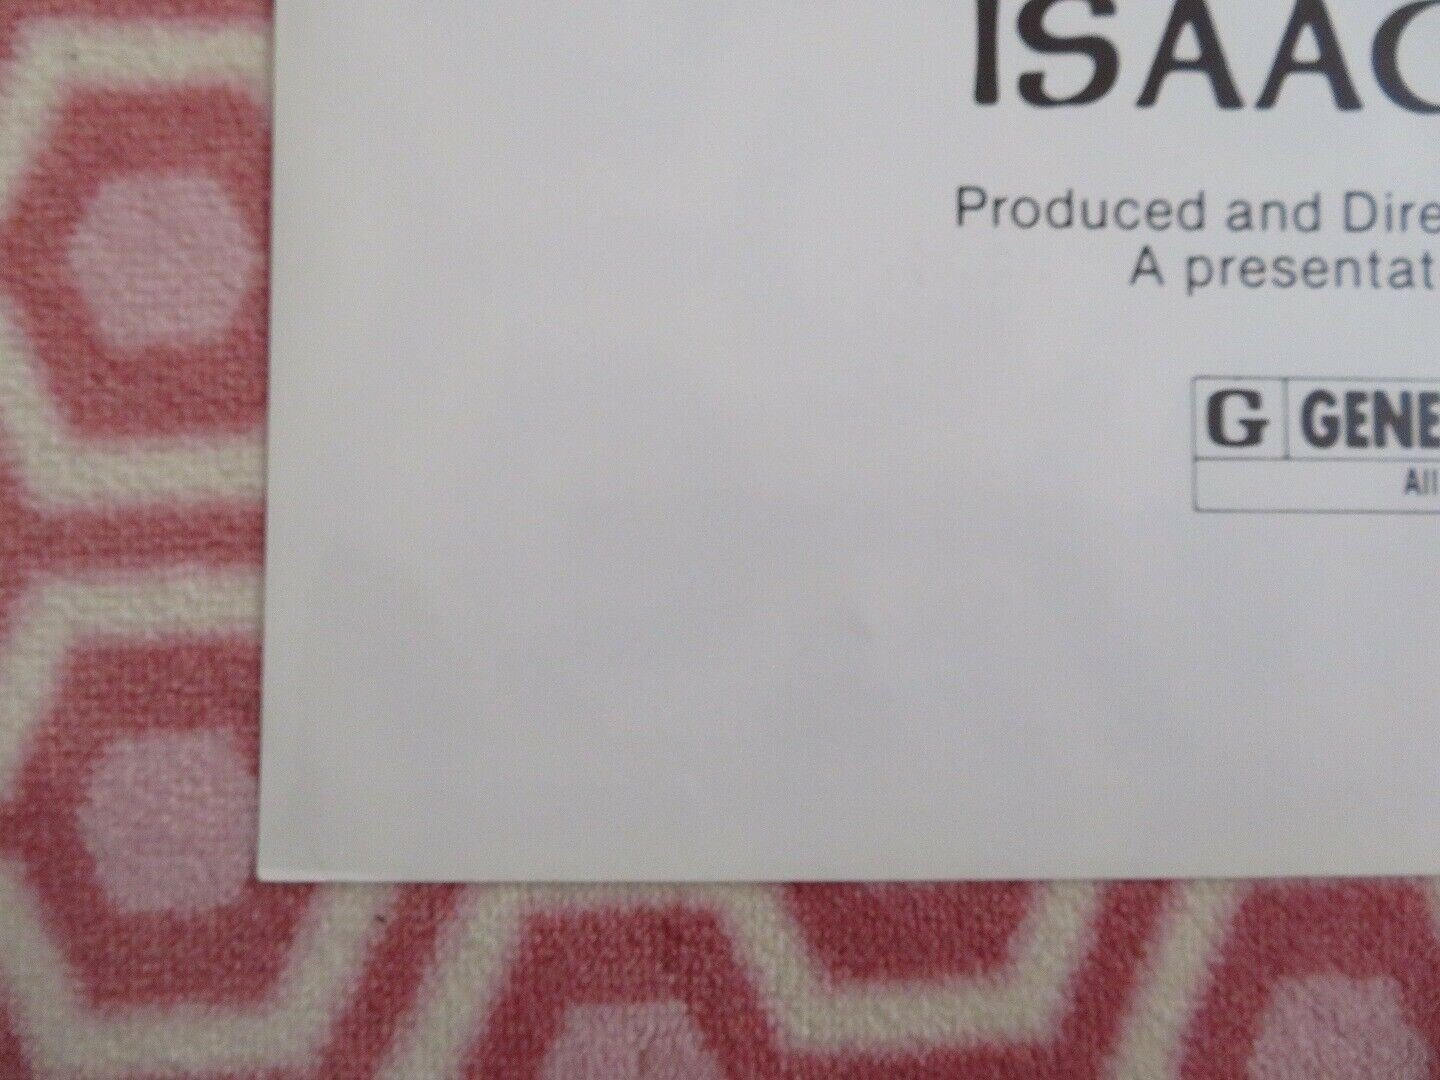 ISAAC
Produced and Dire
A presentat
G GENE
All